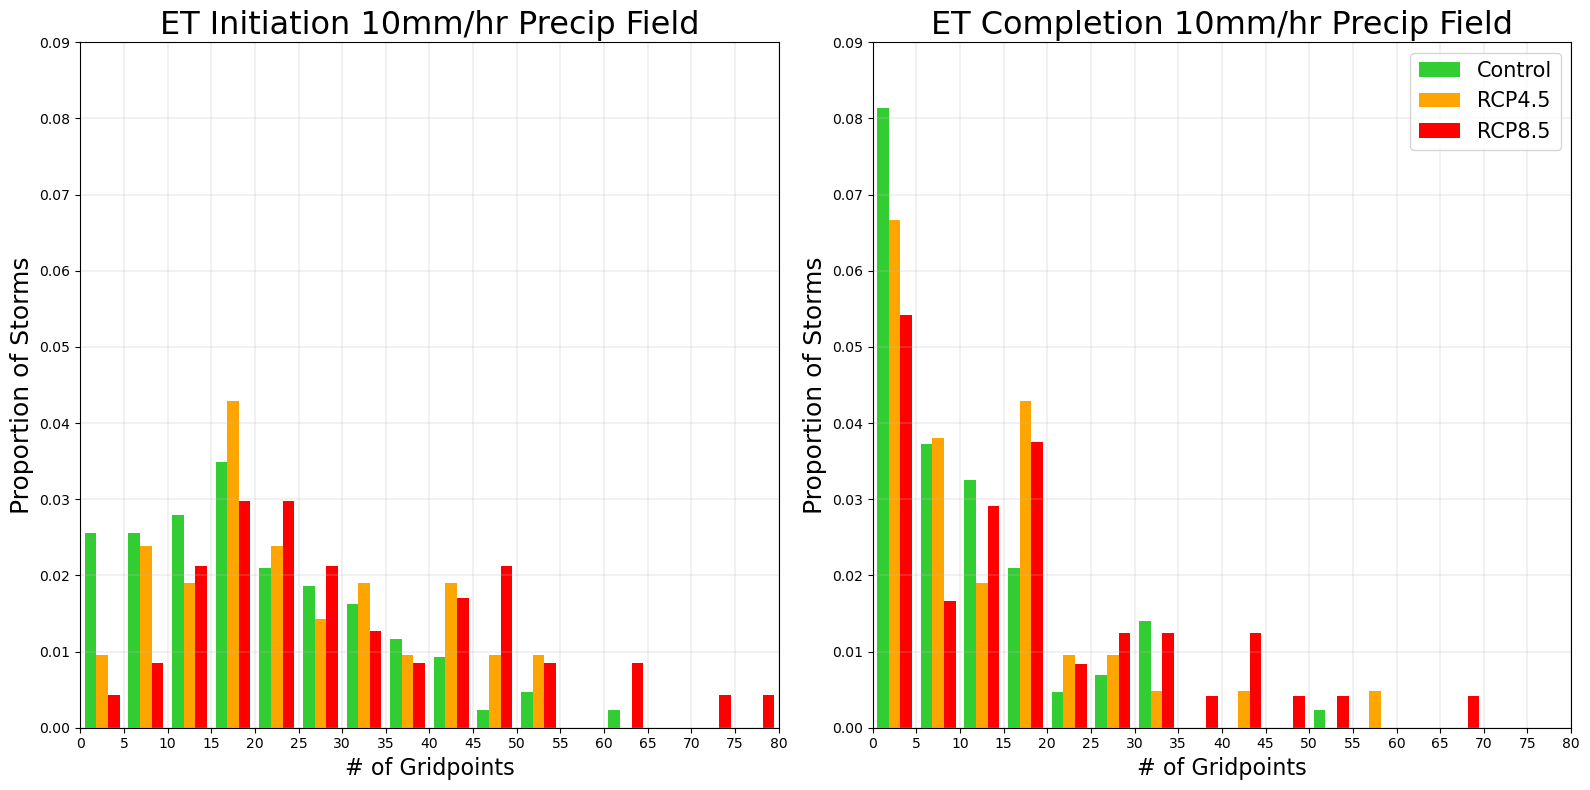 ET Initiation 10mm/hr Precip Field
0.09
0.08
0.07
0.06
0.05
0.04
0.03
0.02
0.01
0.00
Proportion of Storms
0 5 10 15 20 25 30 35 40 45 50 55 60 65 70 75 80
# of Gridpoints
ET Completion 10mm/hr Precip Field
Control
RCP4.5
RCP8.5
0.09
0.08
0.07
0.06
0.05
0.04
0.03
0.02
0.01
0.00
Proportion of Storms
0 5 10 15 20 25 30 35 40 45 50 55 60 65 70 75 80
# of Gridpoints